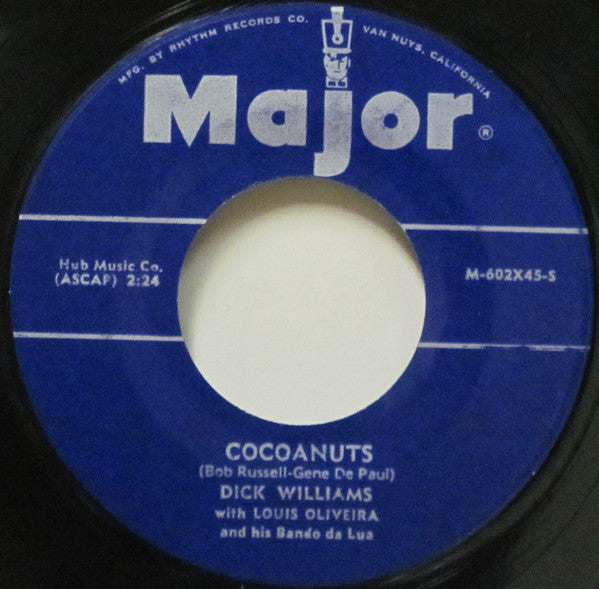 MFG. BY RHYTHM RECORDS CO. VAN NUYS, CALIFORNIA
Major®
Hub Music Co.
(ASCAP) 2:24
M-602X45-S
COCOANUTS
(Bob Russell-Gene De Paul)
DICK WILLIAMS
with LOUIS OLIVEIRA
and his Bando da Lua